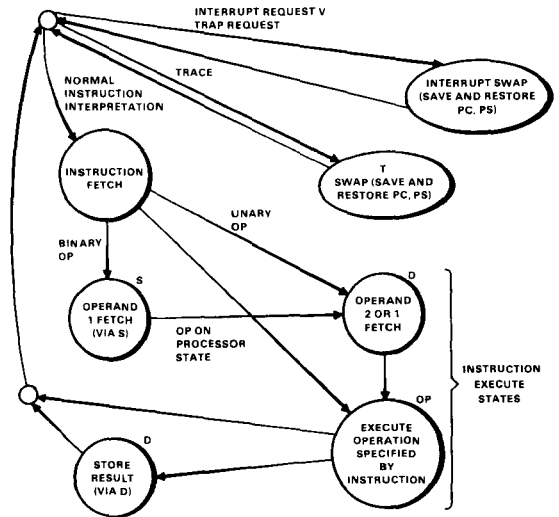 INTERRUPT REQUEST V
TRAP REQUEST
NORMAL
INSTRUCTION
INTERPRETATION
TRACE
INTERRUPT SWAP
(SAVE AND RESTORE
PC, PS)
T
SWAP (SAVE AND
RESTORE PC, PS)
INSTRUCTION
FETCH
UNARY
OP
BINARY
OP
S
OPERAND
1 FETCH
(VIA S)
OP ON
PROCESSOR
STATE
D
OPERAND
2 OR 1
FETCH
INSTRUCTION
EXECUTE
STATES
OP
EXECUTE
OPERATION
SPECIFIED
BY
INSTRUCTION
D
STORE
RESULT
(VIA D)